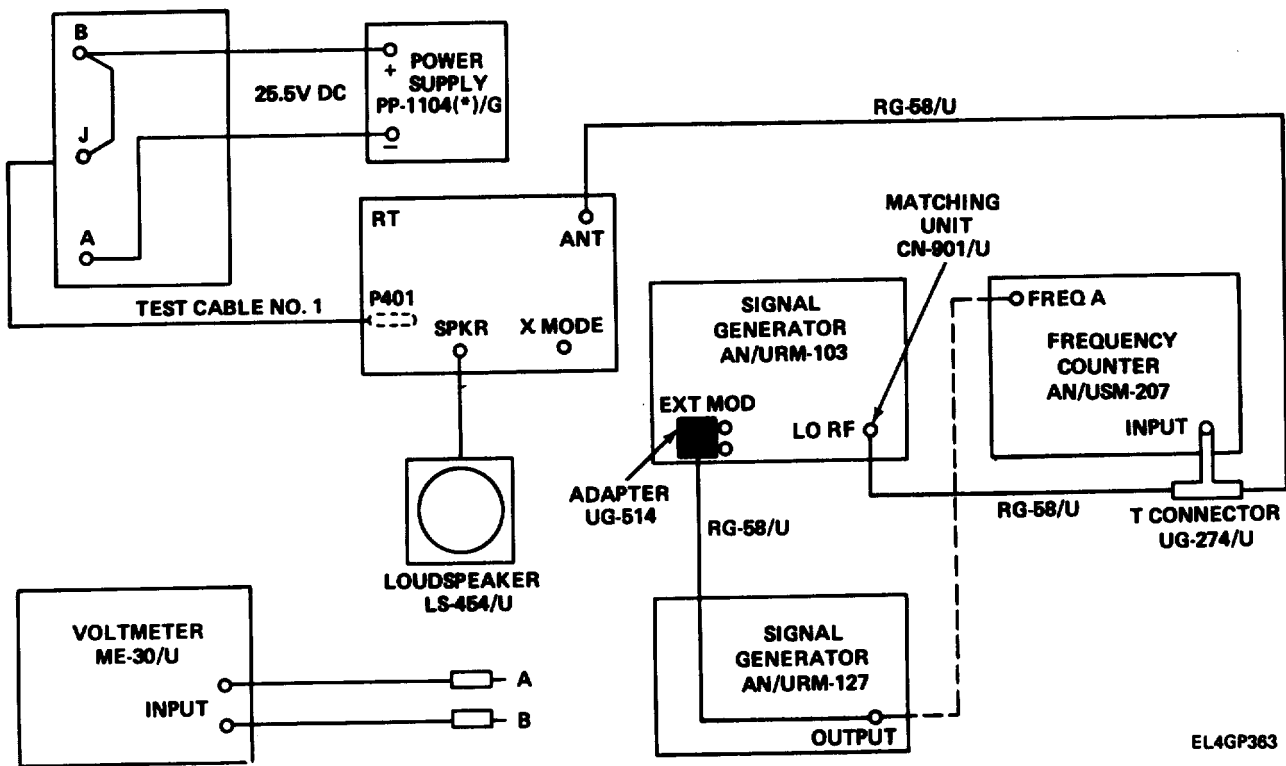 B
J
A
25.5V DC
+
POWER
SUPPLY
PP-1104(*)/G
–
TEST CABLE NO. 1
RT
ANT
P401
SPKR
X MODE
RG-58/U
LOUDSPEAKER
LS-454/U
MATCHING
UNIT
CN-901/U
SIGNAL
GENERATOR
AN/URM-103
EXT MOD
LO RF
ADAPTER
UG-514
RG-58/U
FREQ A
FREQUENCY
COUNTER
AN/USM-207
INPUT
RG-58/U
T CONNECTOR
UG-274/U
VOLTMETER
ME-30/U
INPUT
A
B
SIGNAL
GENERATOR
AN/URM-127
OUTPUT
EL4GP363